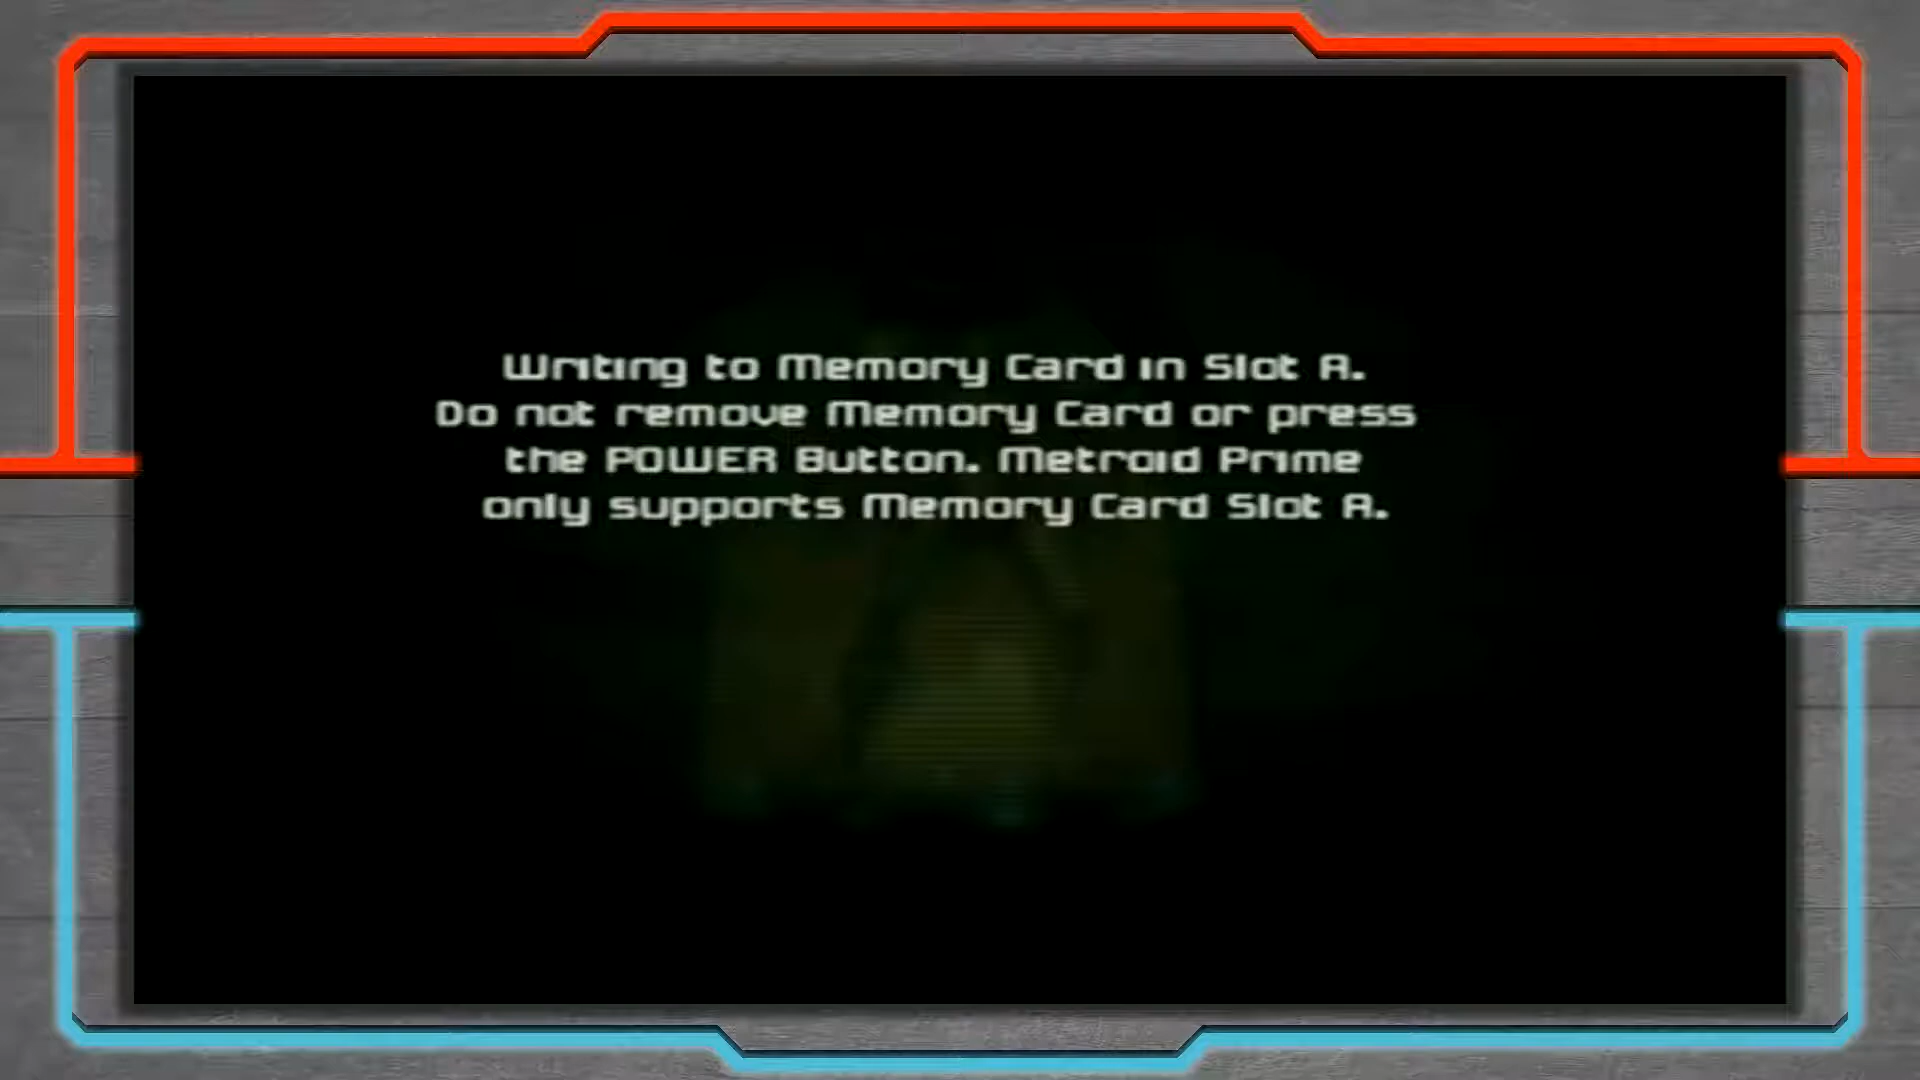 Writing to Memory Card in Slot A.
Do not remove Memory Card or press
the POWER Button. Metroid Prime
only supports Memory Card Slot A.